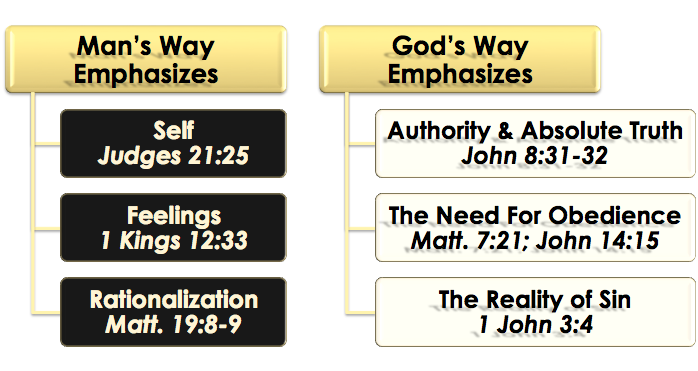 Man's Way
Emphasizes
Self
Judges 21:25
Feelings
1 Kings 12:33
Rationalization
Matt. 19:8-9
God's Way
Emphasizes
Authority & Absolute Truth
John 8:31-32
The Need For Obedience
Matt. 7:21; John 14:15
The Reality of Sin
1 John 3:4